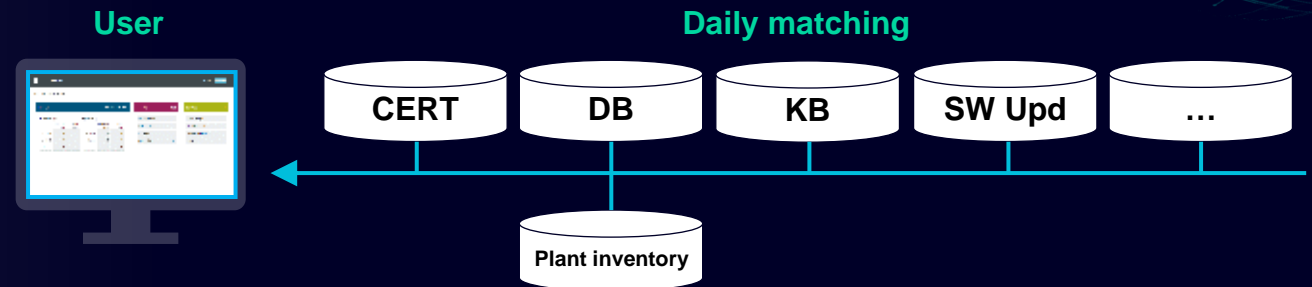 User
Daily matching
CERT
DB
KB
SW Upd
…
Plant inventory